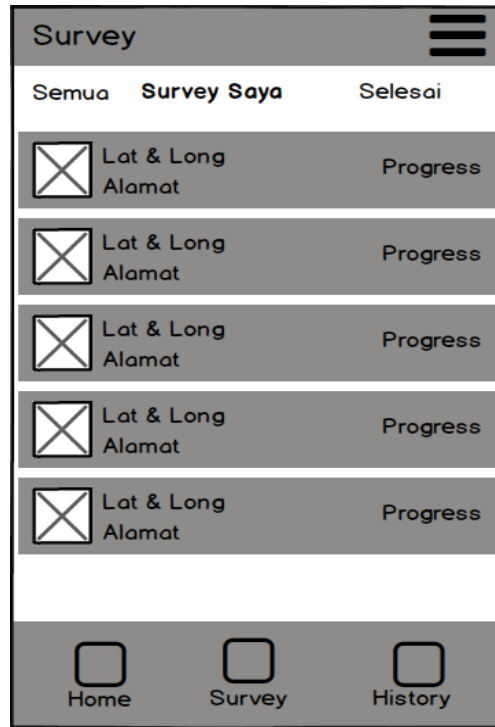 Survey
Semua Survey Saya Selesai
Lat & Long
Alamat
Progress
Lat & Long
Alamat
Progress
Lat & Long
Alamat
Progress
Lat & Long
Alamat
Progress
Lat & Long
Alamat
Progress
Home Survey History